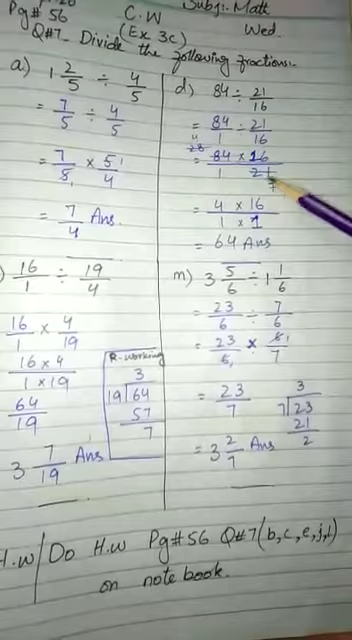 Pg# 56 C.W Subj:- Math
(Ex 3c) Wed.
Q#7- Divide the following fractions:-
a) 1 2/5 ÷ 4/5
= 7/5 ÷ 4/5
= 7/5 × 5/4
= 7/4 Ans.
d) 84 ÷ 21/16
= 84/1 ÷ 21/16
4
28
= 84 × 16 / 1 21
7
= 4 × 16 / 1 × 1
= 64 Ans
) 16/1 ÷ 19/4
16/1 × 4/19
16 × 4 / 1 × 19
64/19
3 7/19 Ans
R-working
3
19 64
57
7
m) 3 5/6 ÷ 1 1/6
= 23/6 ÷ 7/6
= 23/6 × 6/7
= 23/7
= 3 2/7 Ans
3
7 23
21
2
H.w/ Do H.w Pg# 56 Q#7 (b, c, e, j, l)
on note book.